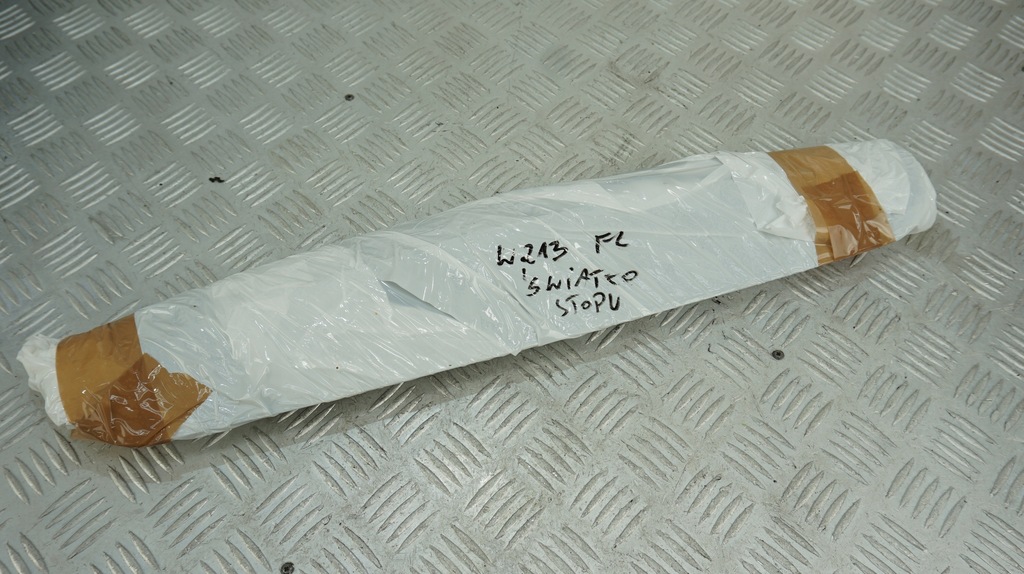 W213 FL
ŚWIATŁO
STOPU